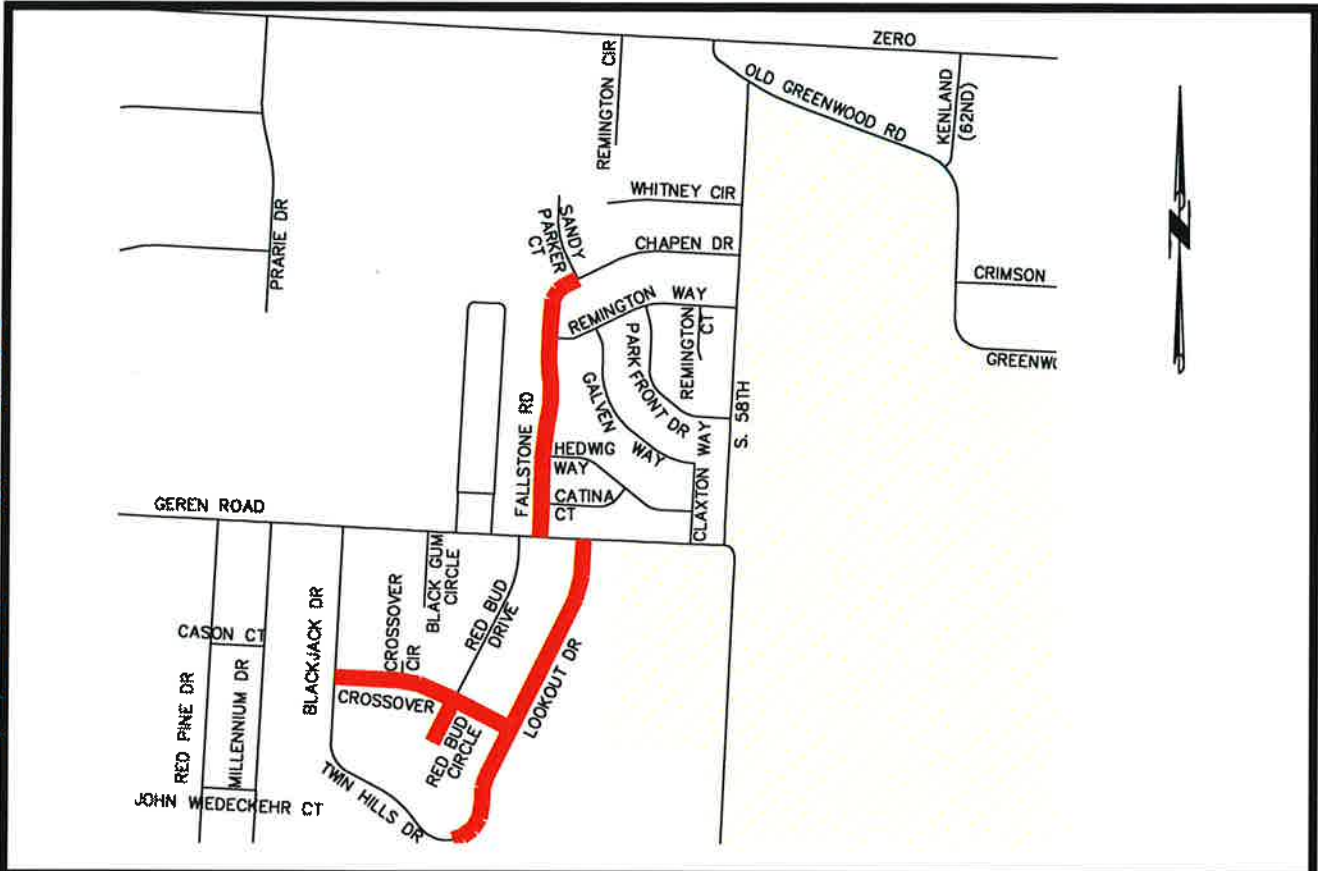 ZERO
REMINGTON CIR
OLD GREENWOOD RD
KENLAND
(62ND)
PRARIE DR
WHITNEY CIR
SANDY
PARKER
CT
CHAPEN DR
N
CRIMSON
REMINGTON WAY
REMINGTON
CT
PARK FRONT DR
GREENW
GALVEN WAY
S. 58TH
FALLSTONE RD
HEDWIG
WAY
CLAXTON WAY
CATINA
CT
GEREN ROAD
BLACK GUM
CIRCLE
CROSSOVER
CIR
RED BUD
DRIVE
BLACKJACK DR
CASON CT
LOOKOUT DR
RED PINE DR
MILLENNIUM DR
CROSSOVER
RED BUD
CIRCLE
TWIN HILLS DR
JOHN WEDECKEHR CT